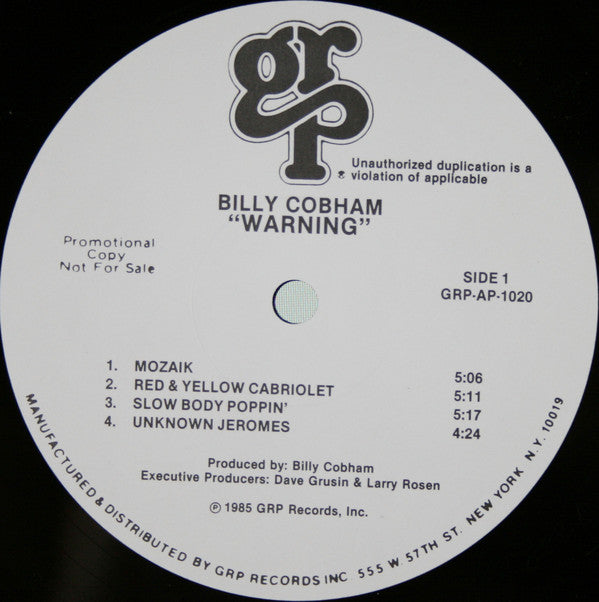 grp
®
Unauthorized duplication is a
violation of applicable
BILLY COBHAM
“WARNING”
Promotional
Copy
Not For Sale
SIDE 1
GRP-AP-1020
1. MOZAIK 5:06
2. RED & YELLOW CABRIOLET 5:11
3. SLOW BODY POPPIN' 5:17
4. UNKNOWN JEROMES 4:24
Produced by: Billy Cobham
Executive Producers: Dave Grusin & Larry Rosen
℗ 1985 GRP Records, Inc.
MANUFACTURED & DISTRIBUTED BY GRP RECORDS INC 555 W. 57TH ST. NEW YORK N.Y. 10019